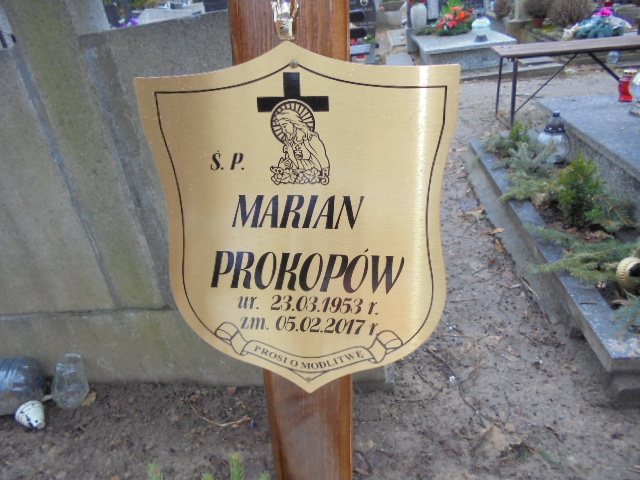 Ś. P.
MARIAN
PROKOPÓW
ur. 23.03.1953 r.
zm. 05.02.2017 r.
PROSI O MODLITWĘ